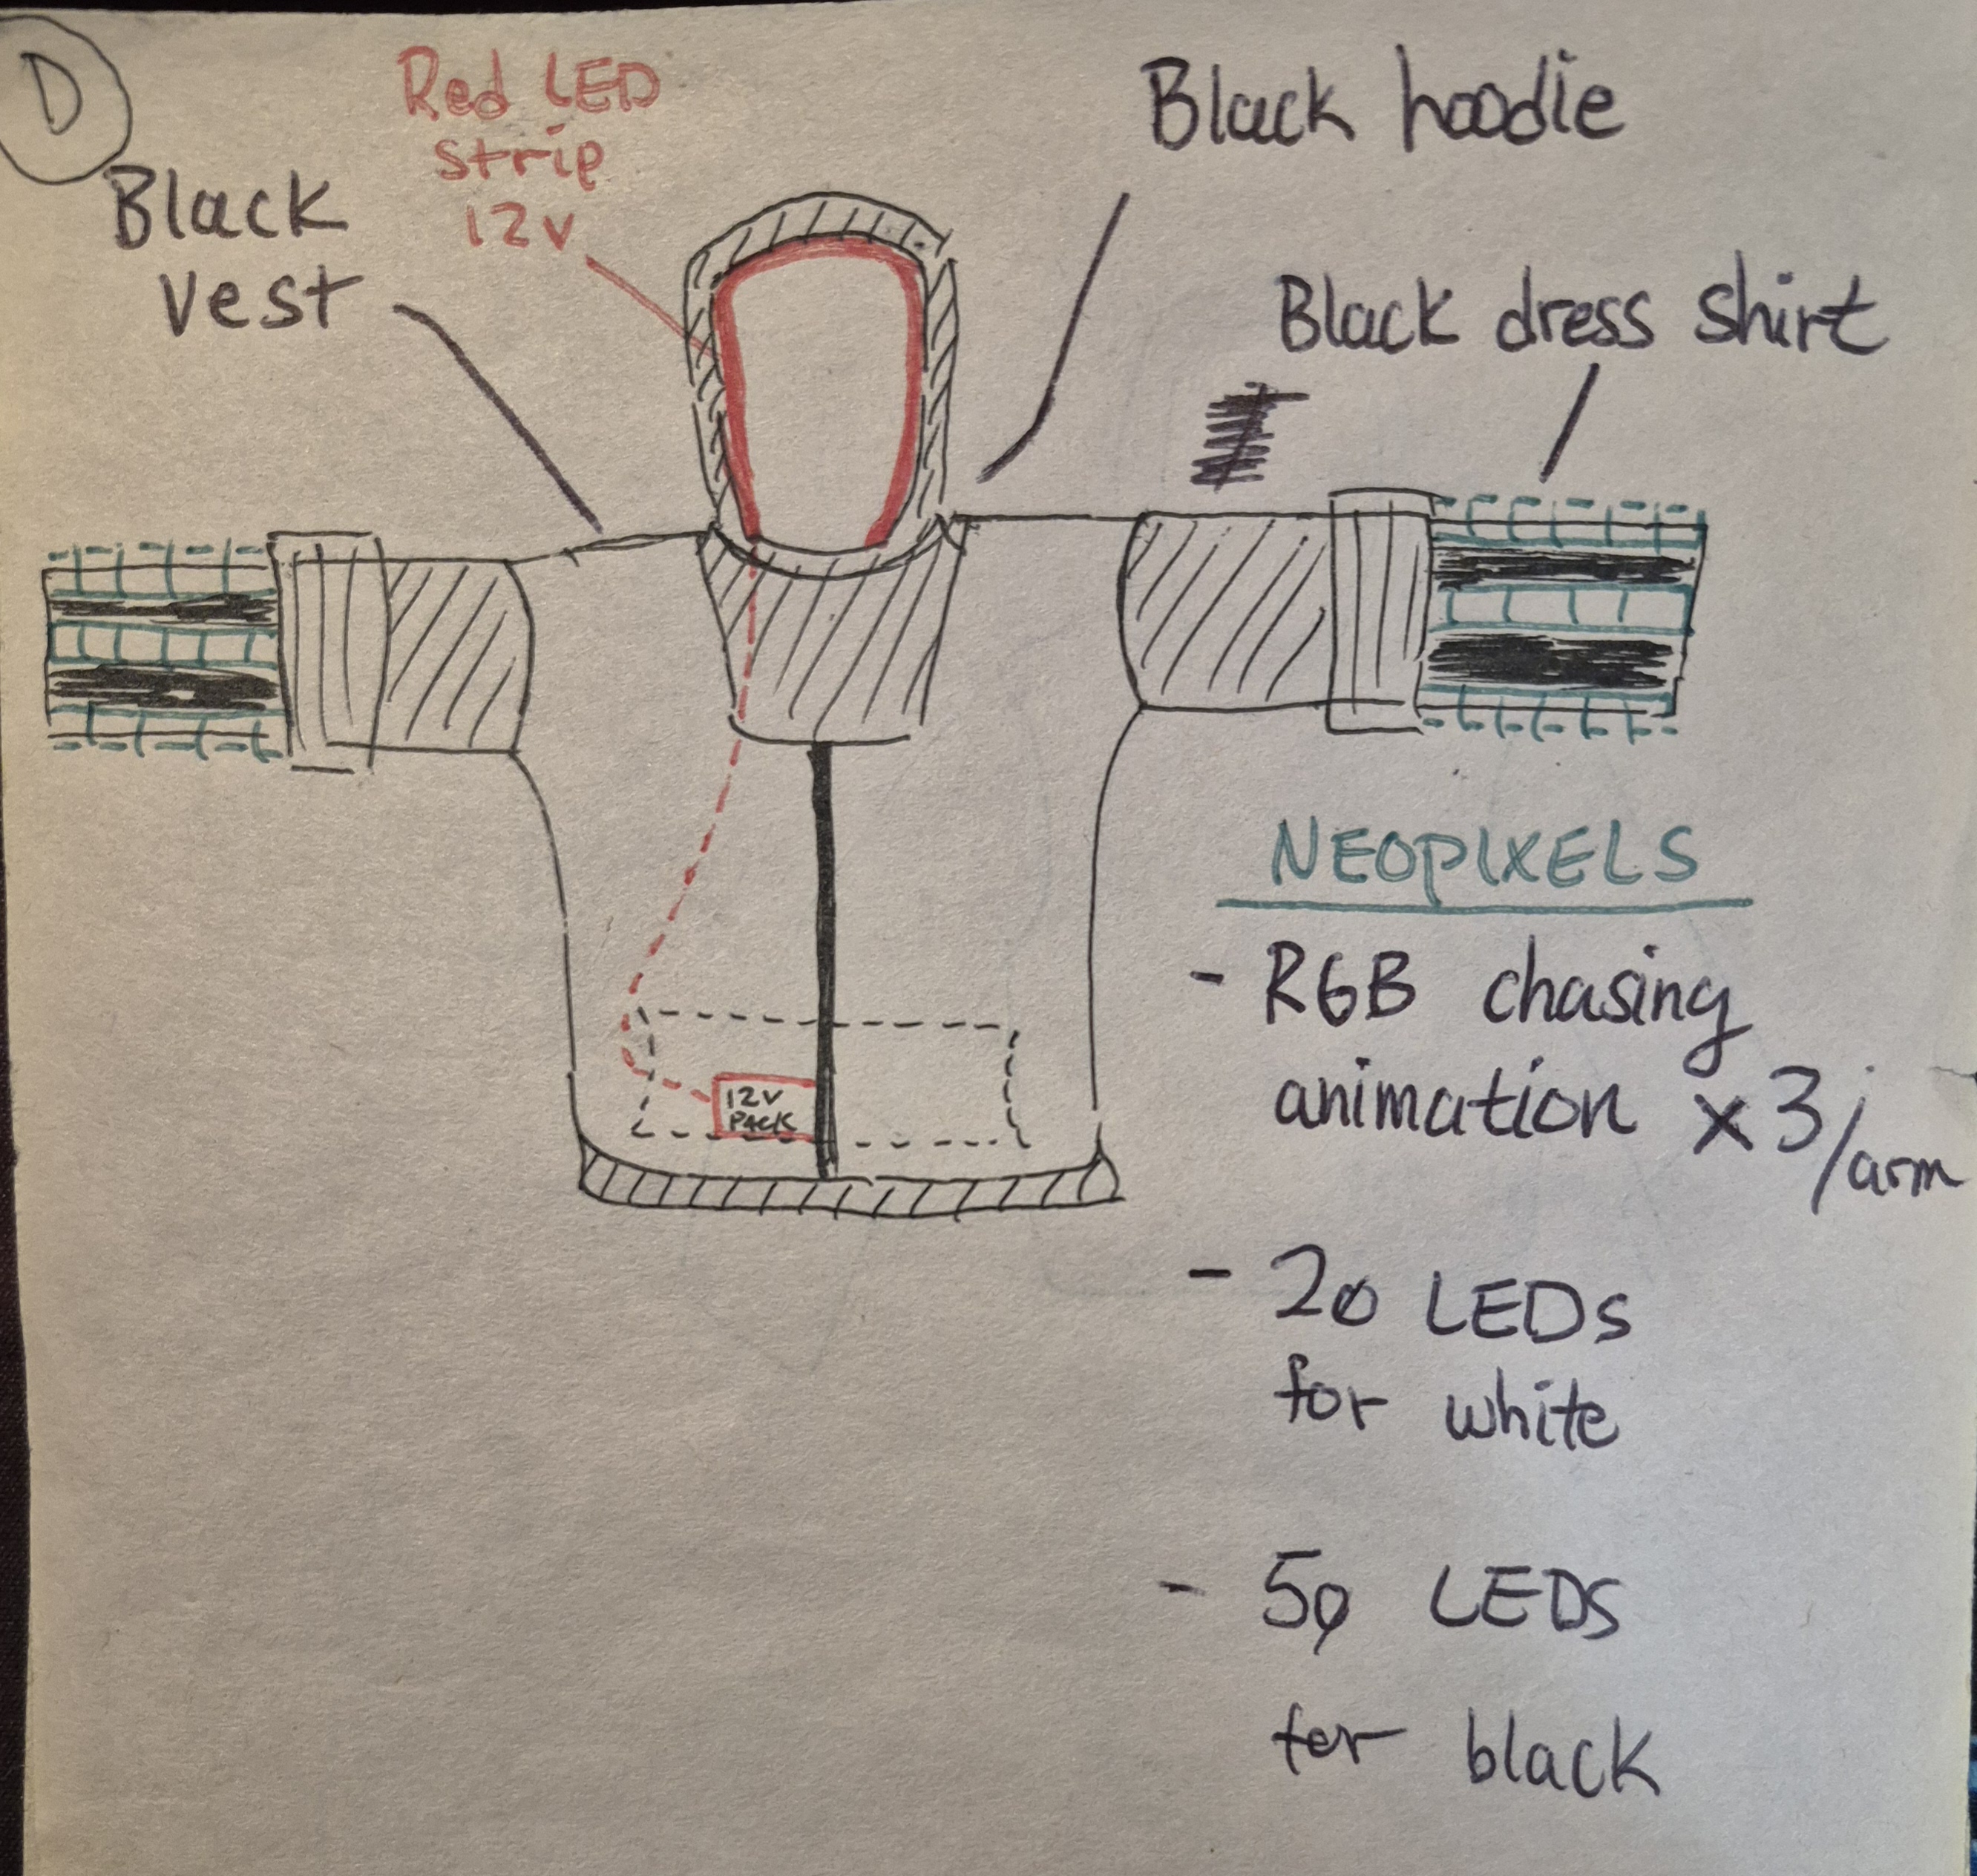 D
Red LED
strip
12v
Black
vest
Black hoodie
Black dress shirt
12V
PACK
NEOPIXELS
- RGB chasing
animation x3/arm
- 20 LEDs
for white
- 50 LEDS
for black